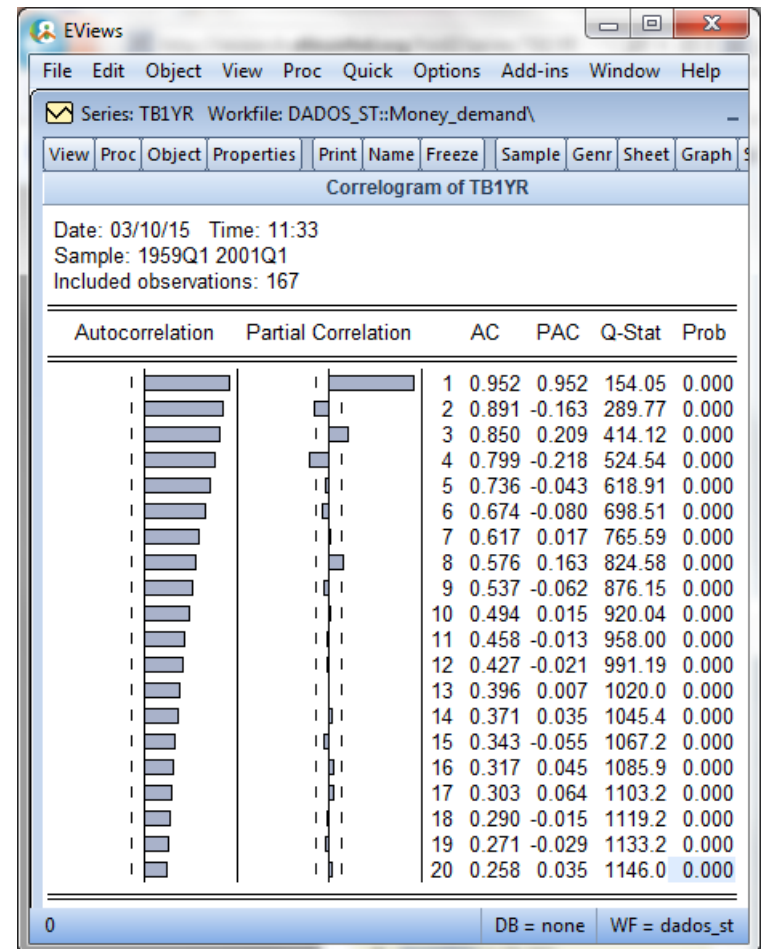 EViews
File Edit Object View Proc Quick Options Add-ins Window Help
Series: TB1YR Workfile: DADOS_ST::Money_demand\
View Proc Object Properties Print Name Freeze Sample Genr Sheet Graph
Correlogram of TB1YR
Date: 03/10/15 Time: 11:33
Sample: 1959Q1 2001Q1
Included observations: 167
Autocorrelation Partial Correlation AC PAC Q-Stat Prob
1 0.952 0.952 154.05 0.000
2 0.891 -0.163 289.77 0.000
3 0.850 0.209 414.12 0.000
4 0.799 -0.218 524.54 0.000
5 0.736 -0.043 618.91 0.000
6 0.674 -0.080 698.51 0.000
7 0.617 0.017 765.59 0.000
8 0.576 0.163 824.58 0.000
9 0.537 -0.062 876.15 0.000
10 0.494 0.015 920.04 0.000
11 0.458 -0.013 958.00 0.000
12 0.427 -0.021 991.19 0.000
13 0.396 0.007 1020.0 0.000
14 0.371 0.035 1045.4 0.000
15 0.343 -0.055 1067.2 0.000
16 0.317 0.045 1085.9 0.000
17 0.303 0.064 1103.2 0.000
18 0.290 -0.015 1119.2 0.000
19 0.271 -0.029 1133.2 0.000
20 0.258 0.035 1146.0 0.000
0 DB = none WF = dados_st